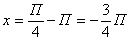 x = П/4 − П = −3/4 П